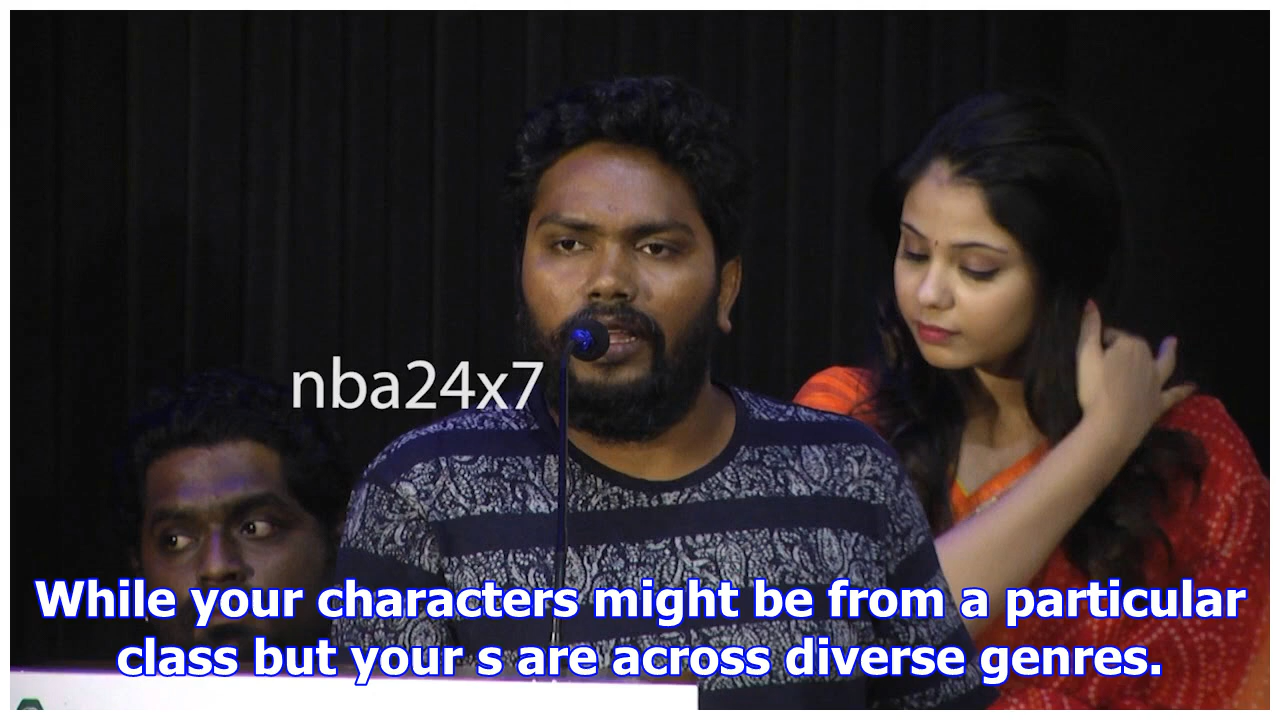 nba24x7
While your characters might be from a particular
class but your s are across diverse genres.